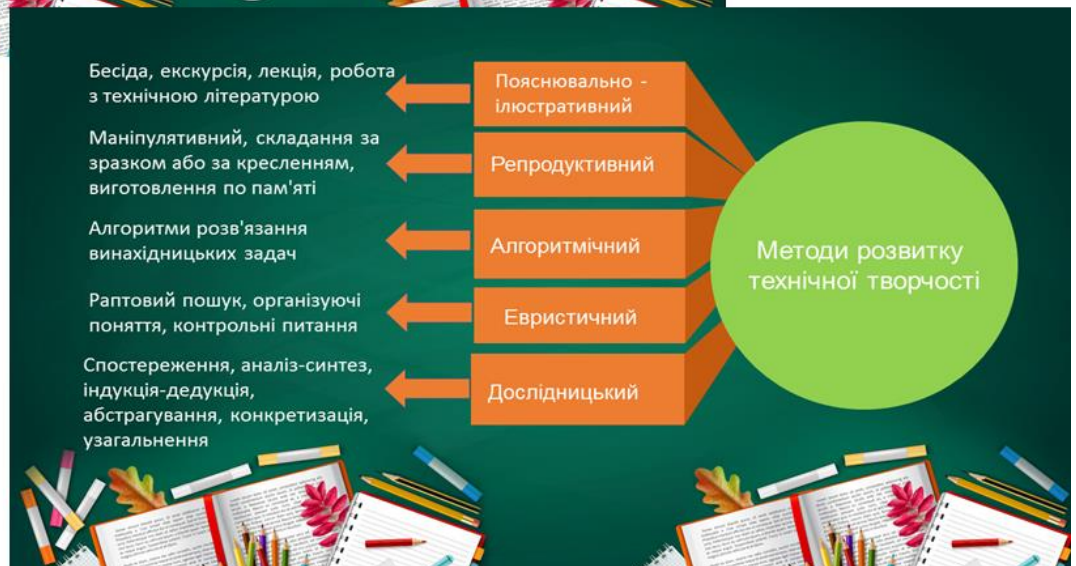 Бесіда, екскурсія, лекція, робота
з технічною літературою
Пояснювально -
ілюстративний
Маніпулятивний, складання за
зразком або за кресленням,
виготовлення по пам'яті
Репродуктивний
Алгоритми розв'язання
винахідницьких задач
Алгоритмічний
Методи розвитку
технічної творчості
Раптовий пошук, організуючі
поняття, контрольні питання
Евристичний
Спостереження, аналіз-синтез,
індукція-дедукція,
абстрагування, конкретизація,
узагальнення
Дослідницький